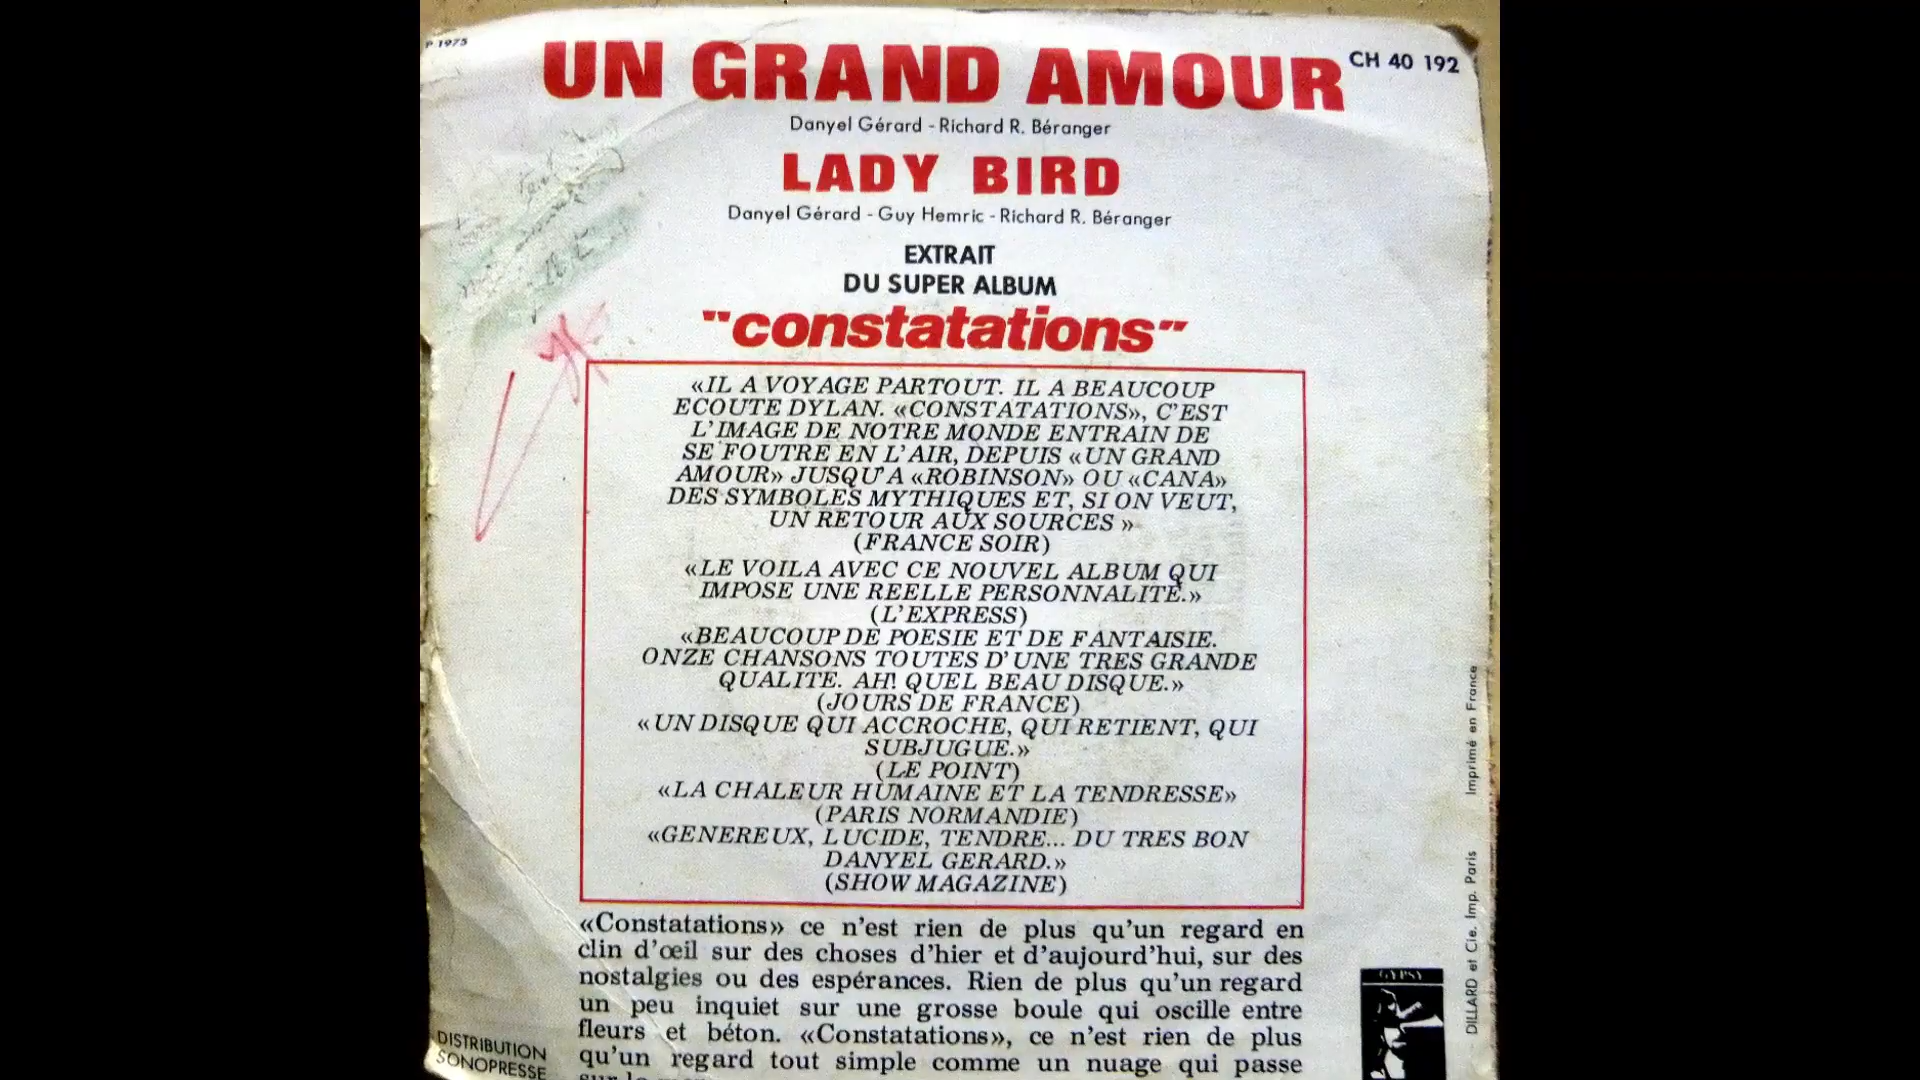 P 1975
UN GRAND AMOUR
CH 40 192
Danyel Gérard - Richard R. Béranger
LADY BIRD
Danyel Gérard - Guy Hemric - Richard R. Béranger
EXTRAIT
DU SUPER ALBUM
"constatations"
«IL A VOYAGE PARTOUT. IL A BEAUCOUP
ECOUTE DYLAN. «CONSTATATIONS», C'EST
L'IMAGE DE NOTRE MONDE ENTRAIN DE
SE FOUTRE EN L'AIR, DEPUIS «UN GRAND
AMOUR» JUSQU'A «ROBINSON» OU «CANA»
DES SYMBOLES MYTHIQUES ET, SI ON VEUT,
UN RETOUR AUX SOURCES »
(FRANCE SOIR)
«LE VOILA AVEC CE NOUVEL ALBUM QUI
IMPOSE UNE REELLE PERSONNALITE.»
(L'EXPRESS)
«BEAUCOUP DE POESIE ET DE FANTAISIE.
ONZE CHANSONS TOUTES D'UNE TRES GRANDE
QUALITE. AH! QUEL BEAU DISQUE.»
(JOURS DE FRANCE)
«UN DISQUE QUI ACCROCHE, QUI RETIENT, QUI
SUBJUGUE.»
(LE POINT)
«LA CHALEUR HUMAINE ET LA TENDRESSE»
(PARIS NORMANDIE)
«GENEREUX, LUCIDE, TENDRE... DU TRES BON
DANYEL GERARD.»
(SHOW MAGAZINE)
«Constatations» ce n'est rien de plus qu'un regard en
clin d'œil sur des choses d'hier et d'aujourd'hui, sur des
nostalgies ou des espérances. Rien de plus qu'un regard
un peu inquiet sur une grosse boule qui oscille entre
fleurs et béton. «Constatations», ce n'est rien de plus
qu'un regard tout simple comme un nuage qui passe
DISTRIBUTION
SONOPRESSE
GYPSY
DILLARD et Cie. Imp. Paris Imprimé en France